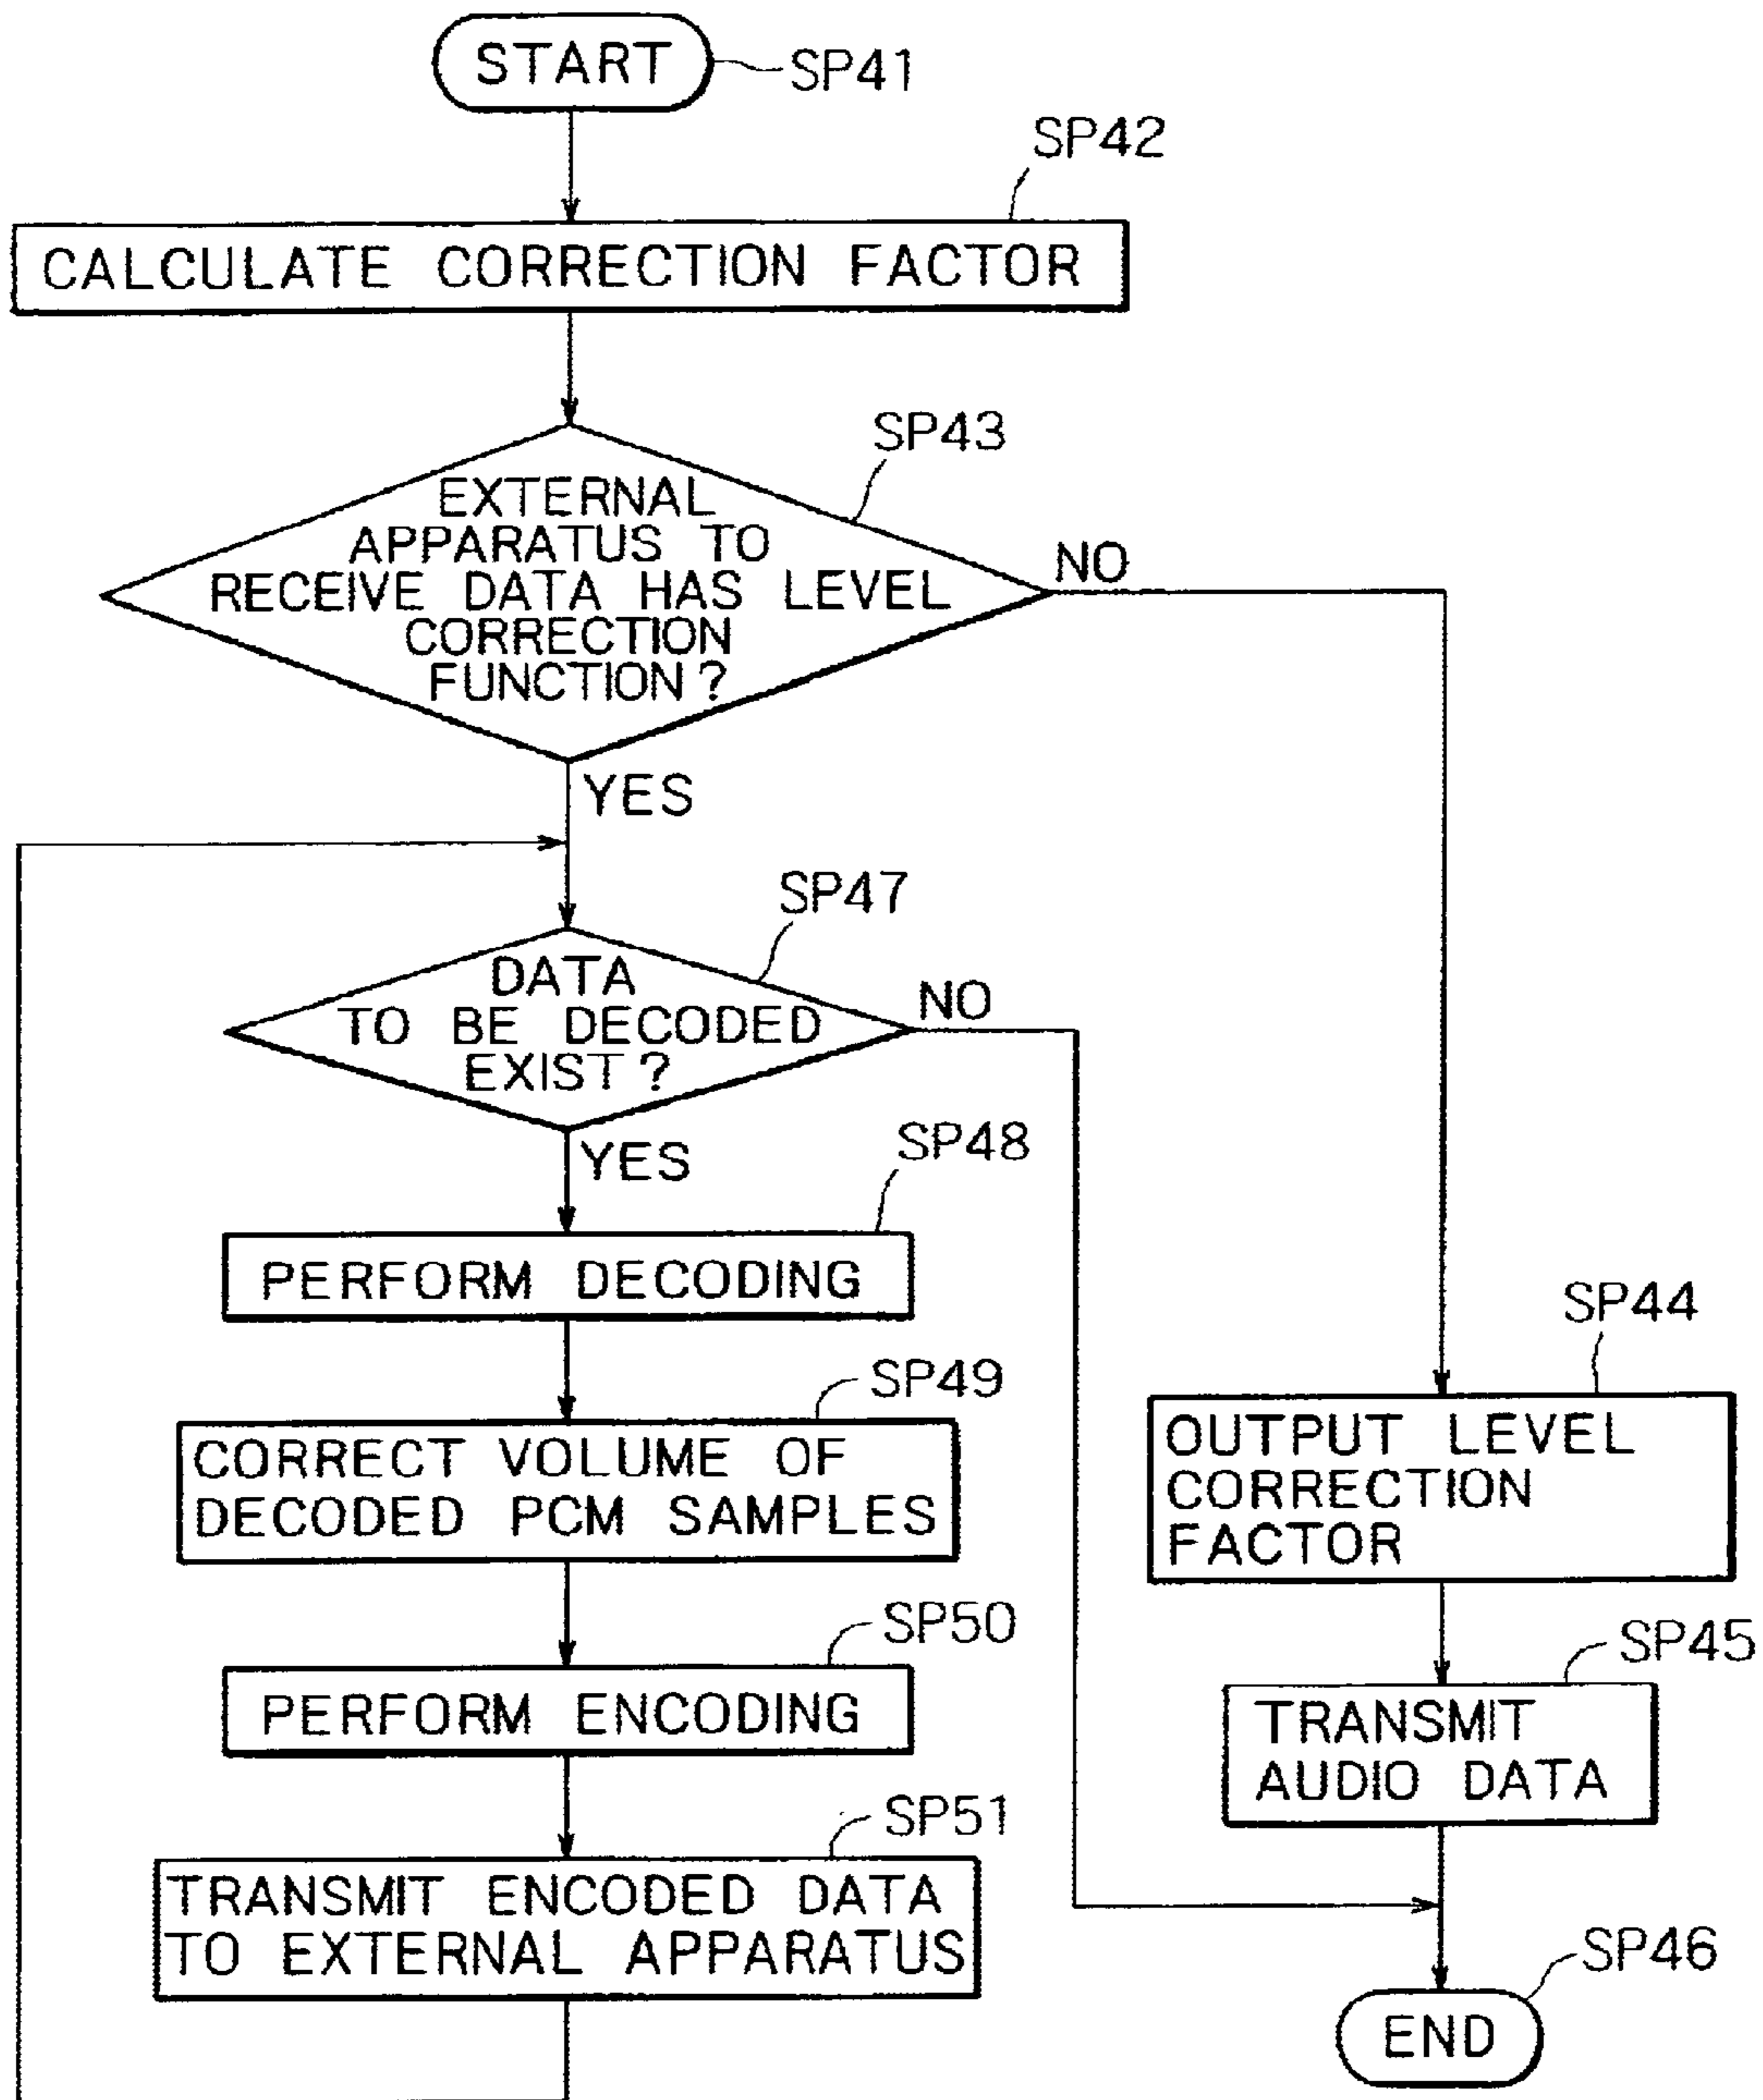 START
SP41
SP42
CALCULATE CORRECTION FACTOR
SP43
EXTERNAL
APPARATUS TO
RECEIVE DATA HAS LEVEL
CORRECTION
FUNCTION?
NO
YES
SP47
DATA
TO BE DECODED
EXIST?
NO
YES
SP48
PERFORM DECODING
SP49
CORRECT VOLUME OF
DECODED PCM SAMPLES
SP50
PERFORM ENCODING
SP51
TRANSMIT ENCODED DATA
TO EXTERNAL APPARATUS
SP44
OUTPUT LEVEL
CORRECTION
FACTOR
SP45
TRANSMIT
AUDIO DATA
SP46
END